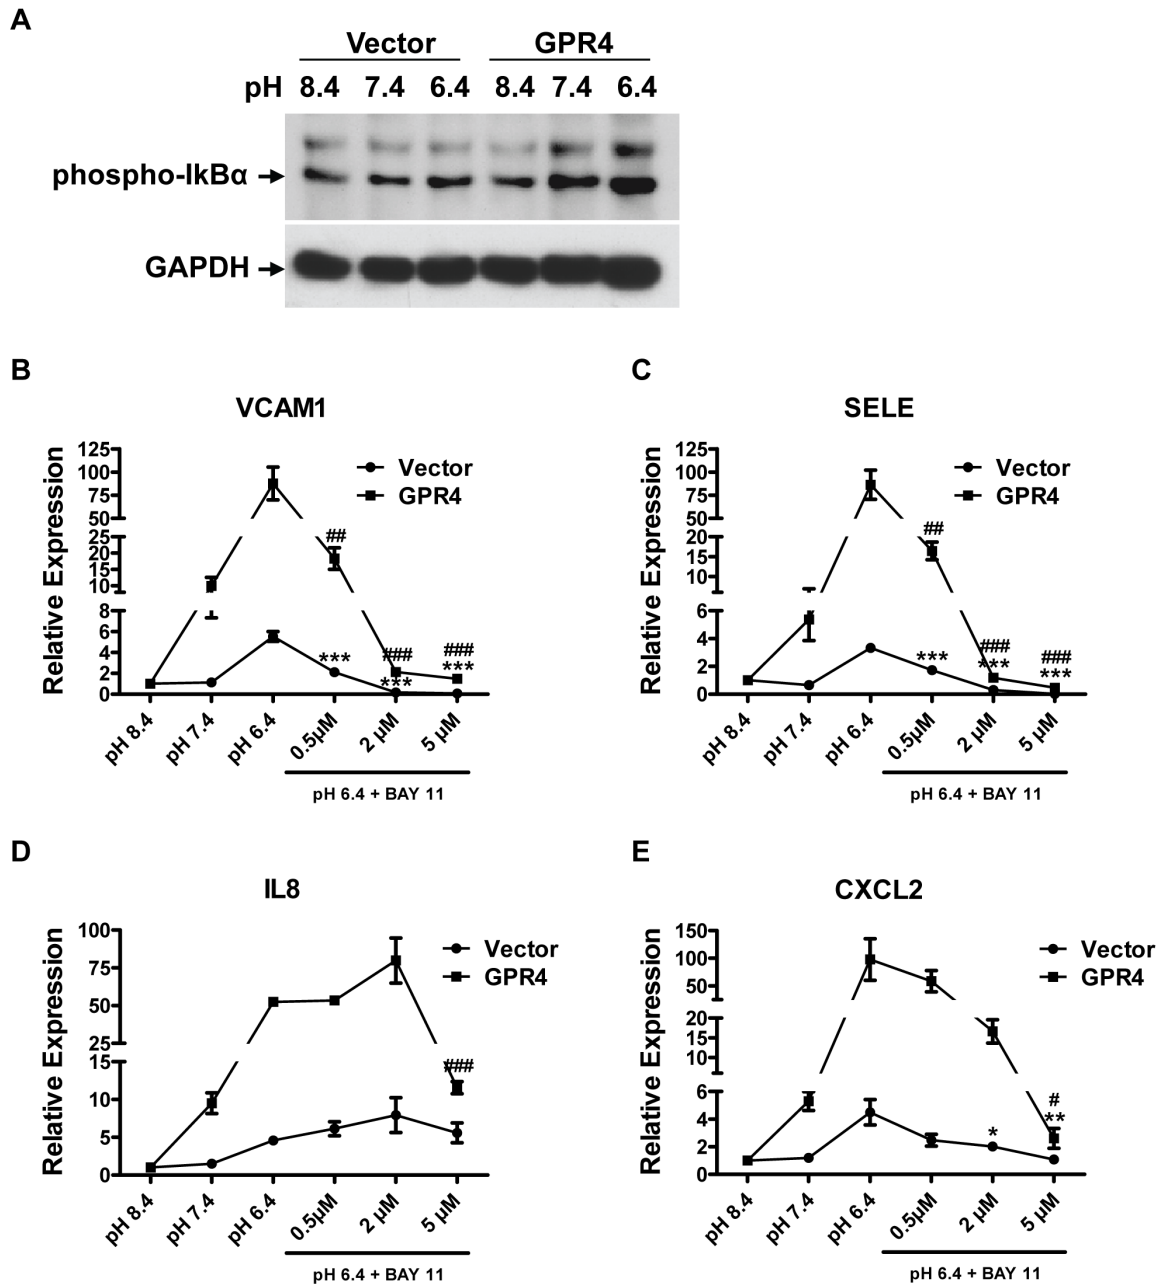 A
Vector GPR4
pH 8.4 7.4 6.4 8.4 7.4 6.4
phospho-IkBα
GAPDH
B
VCAM1
Relative Expression
125
100
75
50
25
20
15
10
8
6
4
2
0
Vector
GPR4
##
***
###
***
###
***
pH 8.4
pH 7.4
pH 6.4
0.5µM
2 µM
5 µM
pH 6.4 + BAY 11
C
SELE
Relative Expression
125
100
75
50
20
15
10
6
4
2
0
Vector
GPR4
##
***
###
***
###
***
pH 8.4
pH 7.4
pH 6.4
0.5µM
2 µM
5 µM
pH 6.4 + BAY 11
D
IL8
Relative Expression
100
75
50
25
15
10
5
0
Vector
GPR4
###
pH 8.4
pH 7.4
pH 6.4
0.5µM
2 µM
5 µM
pH 6.4 + BAY 11
E
CXCL2
Relative Expression
150
100
50
20
15
10
6
4
2
0
Vector
GPR4
*
#
**
pH 8.4
pH 7.4
pH 6.4
0.5µM
2 µM
5 µM
pH 6.4 + BAY 11